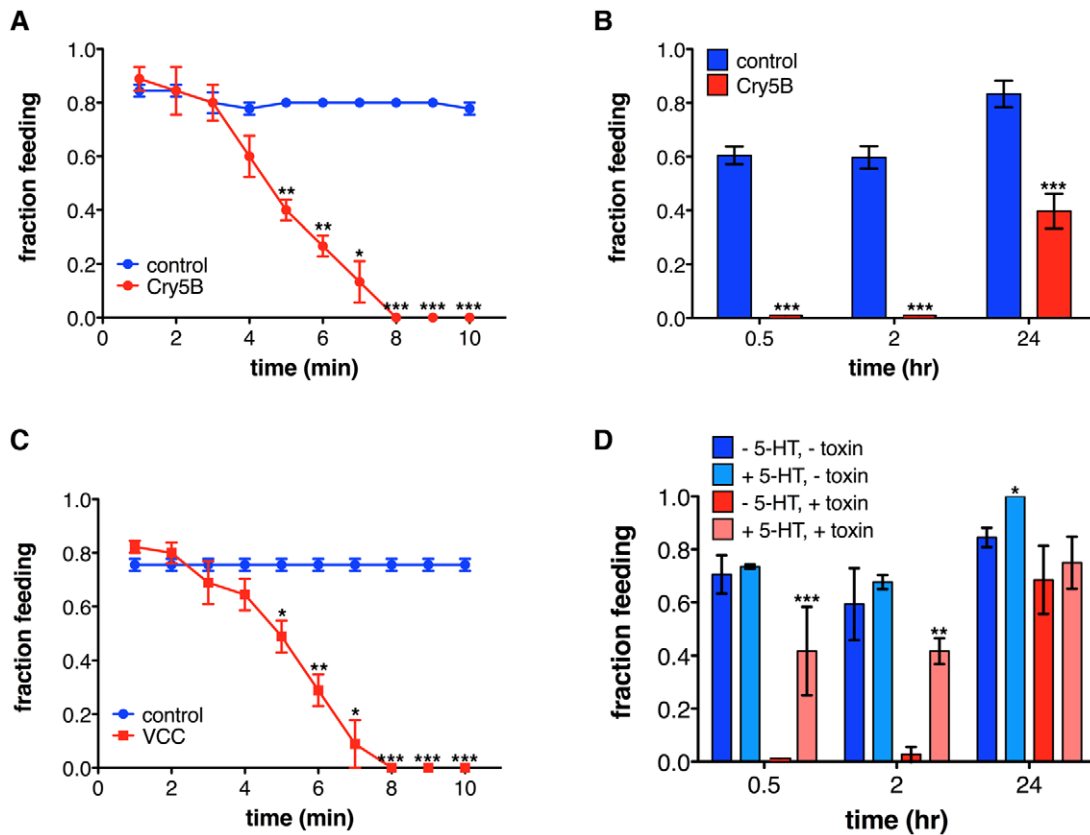 A
fraction feeding
1.0
0.8
0.6
0.4
0.2
0.0
control
Cry5B
**
**
*
*** *** ***
0 2 4 6 8 10
time (min)
B
fraction feeding
1.0
0.8
0.6
0.4
0.2
0.0
control
Cry5B
***
***
***
0.5 2 24
time (hr)
C
fraction feeding
1.0
0.8
0.6
0.4
0.2
0.0
control
VCC
*
**
*
*** *** ***
0 2 4 6 8 10
time (min)
D
- 5-HT, - toxin
+ 5-HT, - toxin
- 5-HT, + toxin
+ 5-HT, + toxin
fraction feeding
1.0
0.8
0.6
0.4
0.2
0.0
***
**
*
0.5 2 24
time (hr)